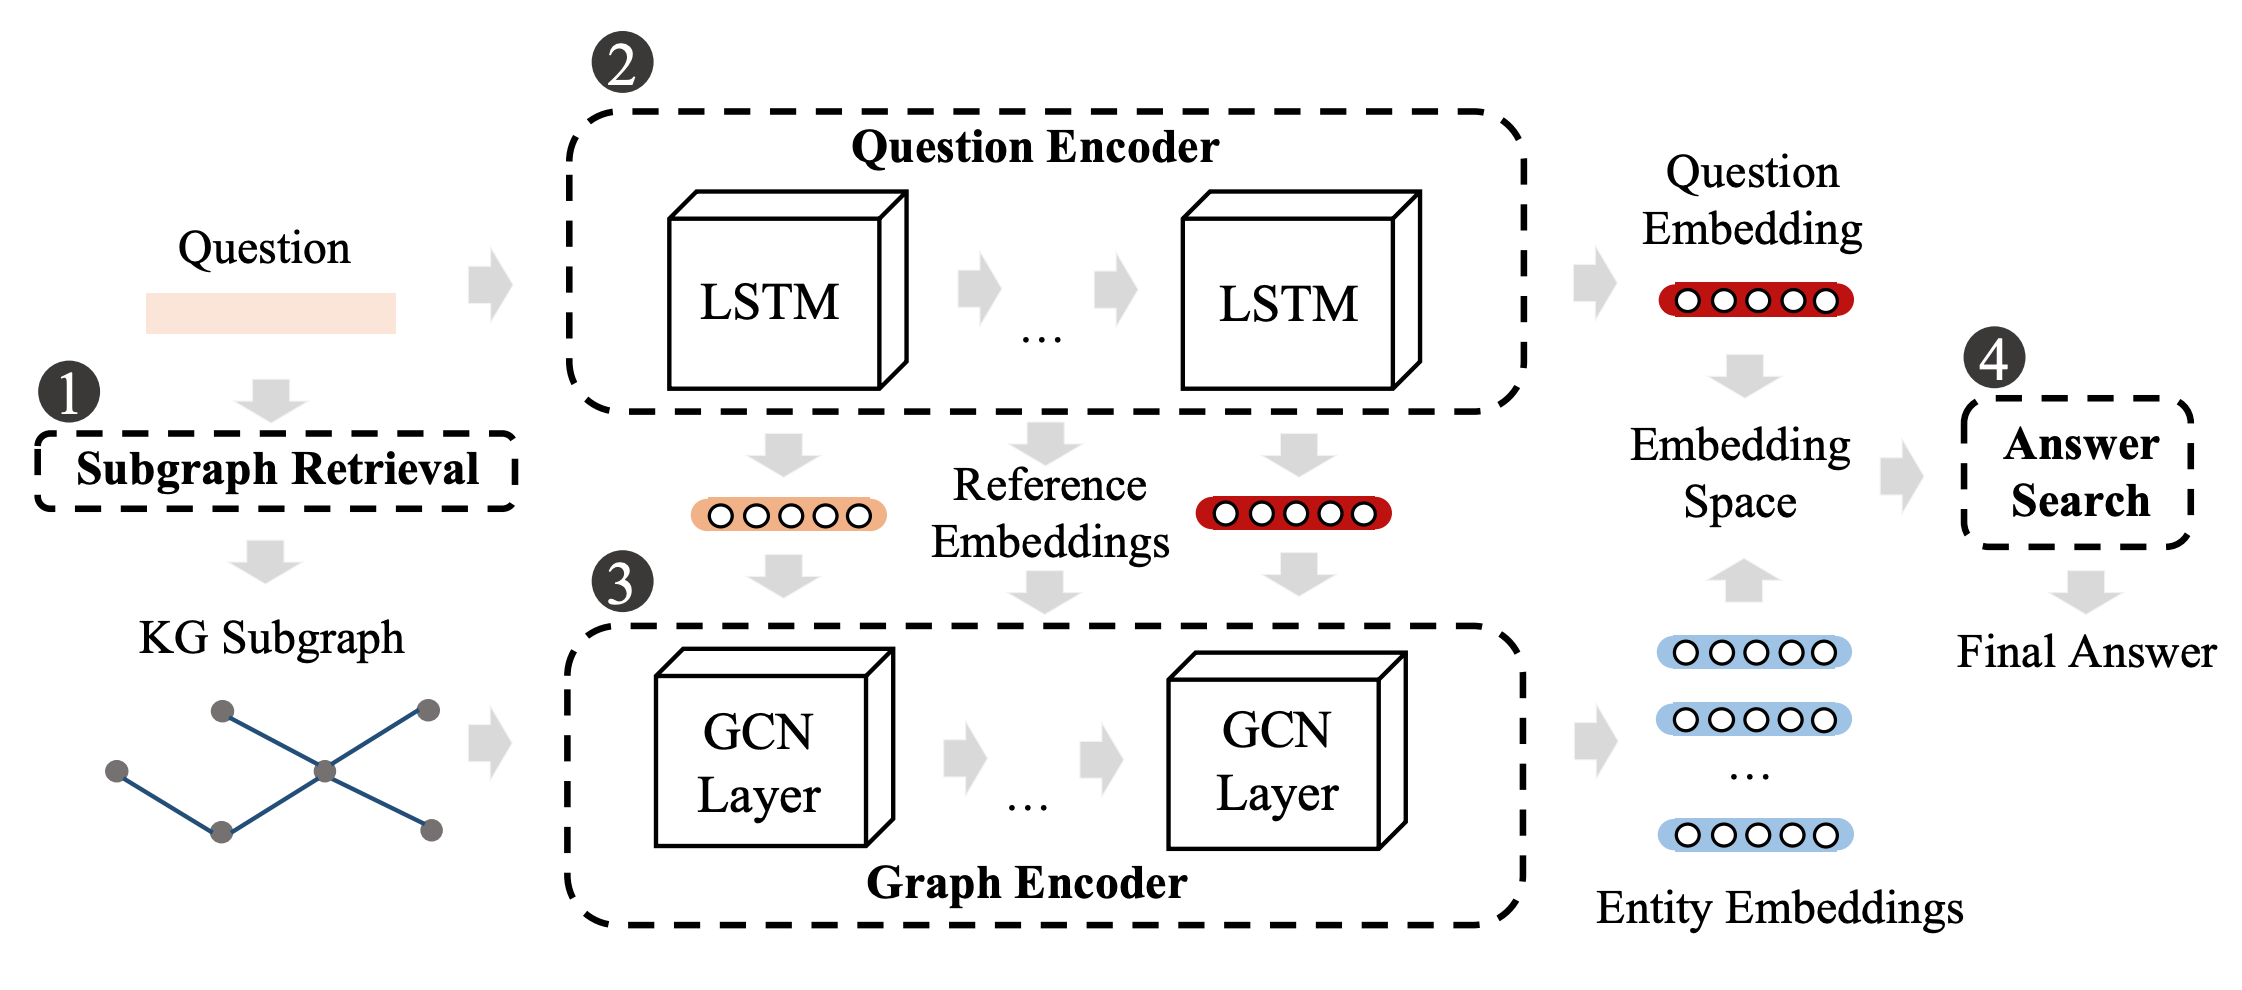 2
Question Encoder
Question
LSTM
...
LSTM
Question
Embedding
1
Subgraph Retrieval
Reference
Embeddings
Embedding
Space
4
Answer
Search
3
KG Subgraph
GCN
Layer
...
GCN
Layer
Graph Encoder
...
Entity Embeddings
Final Answer